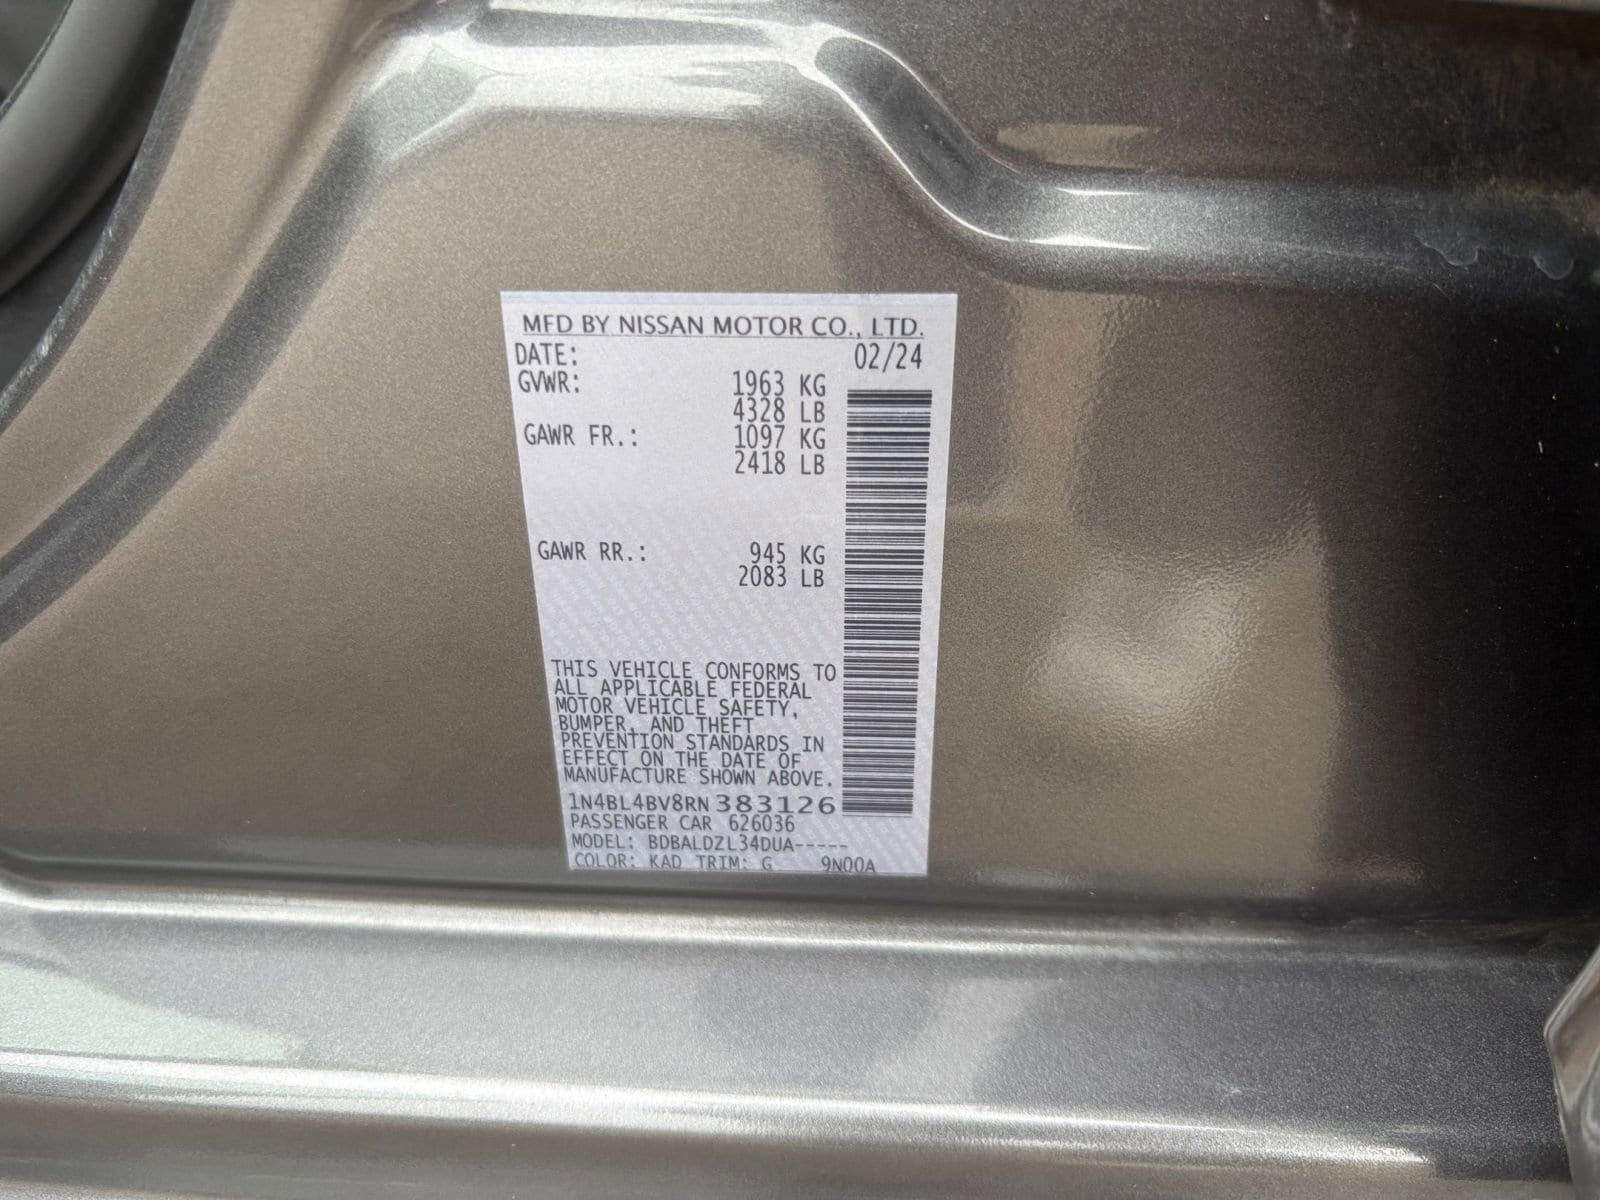 MFD BY NISSAN MOTOR CO., LTD.
DATE: 02/24
GVWR: 1963 KG
4328 LB
GAWR FR.: 1097 KG
2418 LB
GAWR RR.: 945 KG
2083 LB
THIS VEHICLE CONFORMS TO
ALL APPLICABLE FEDERAL
MOTOR VEHICLE SAFETY,
BUMPER, AND THEFT
PREVENTION STANDARDS IN
EFFECT ON THE DATE OF
MANUFACTURE SHOWN ABOVE.
1N4BL4BV8RN383126
PASSENGER CAR 626036
MODEL: BDBALDZL34DUA-----
COLOR: KAD TRIM: G 9N00A